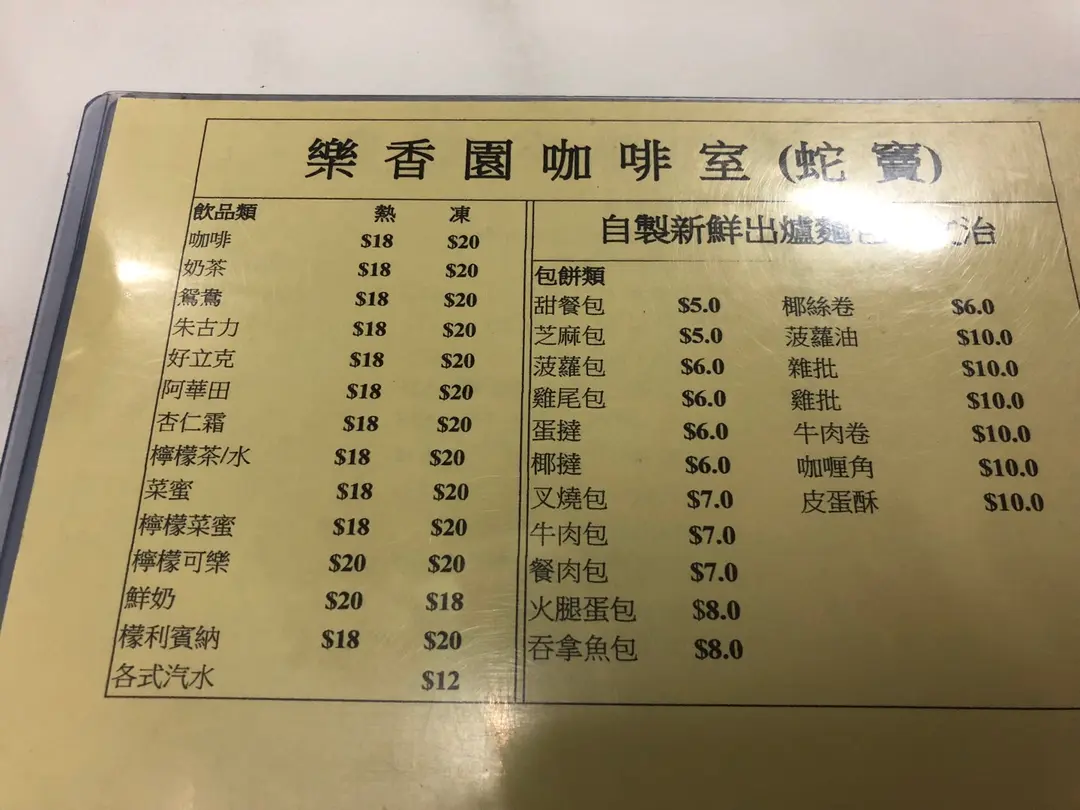 樂香園咖啡室(蛇竇)
飲品類 熱 凍
咖啡 $18 $20
奶茶 $18 $20
鴛鴦 $18 $20
朱古力 $18 $20
好立克 $18 $20
阿華田 $18 $20
杏仁霜 $18 $20
檸檬茶/水 $18 $20
菜蜜 $18 $20
檸檬菜蜜 $18 $20
檸檬可樂 $20 $20
鮮奶 $20 $18
檬利賓納 $18 $20
各式汽水 $12
自製新鮮出爐麵包 治
包餅類
甜餐包 $5.0 椰絲卷 $6.0
芝麻包 $5.0 菠蘿油 $10.0
菠蘿包 $6.0 雜批 $10.0
雞尾包 $6.0 雞批 $10.0
蛋撻 $6.0 牛肉卷 $10.0
椰撻 $6.0 咖喱角 $10.0
叉燒包 $7.0 皮蛋酥 $10.0
牛肉包 $7.0
餐肉包 $7.0
火腿蛋包 $8.0
吞拿魚包 $8.0